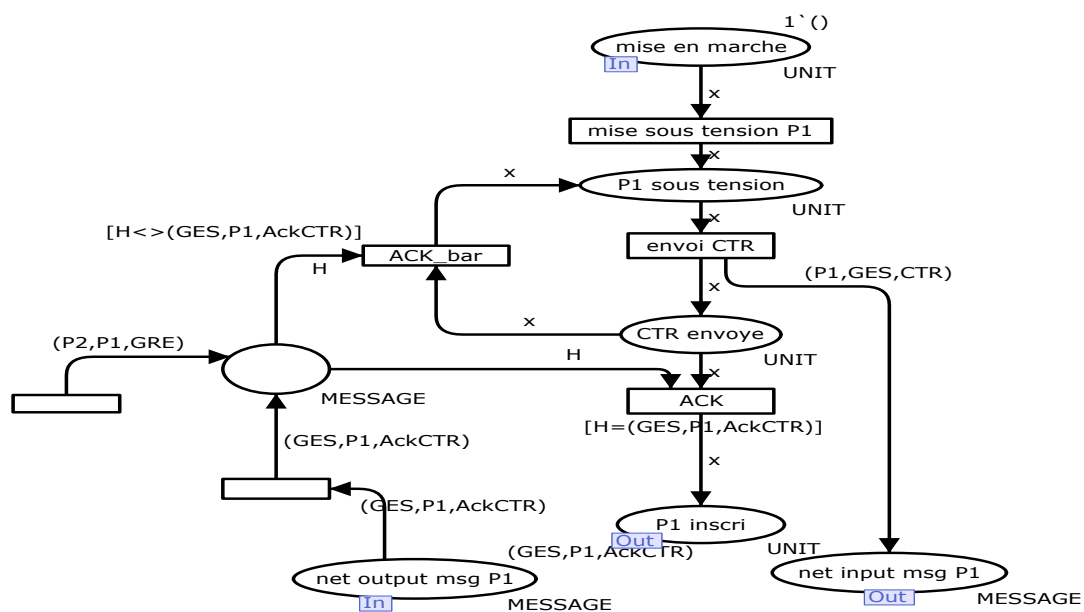 1`()
mise en marche
In
UNIT
x
mise sous tension P1
x
x
P1 sous tension
UNIT
x
[H<>(GES,P1,AckCTR)]
ACK_bar
envoi CTR
H
(P1,GES,CTR)
x
x
CTR envoye
(P2,P1,GRE)
H
UNIT
x
MESSAGE
ACK
[H=(GES,P1,AckCTR)]
(GES,P1,AckCTR)
x
(GES,P1,AckCTR)
P1 inscri
Out
(GES,P1,AckCTR)
UNIT
net output msg P1
net input msg P1
In
Out
MESSAGE
MESSAGE